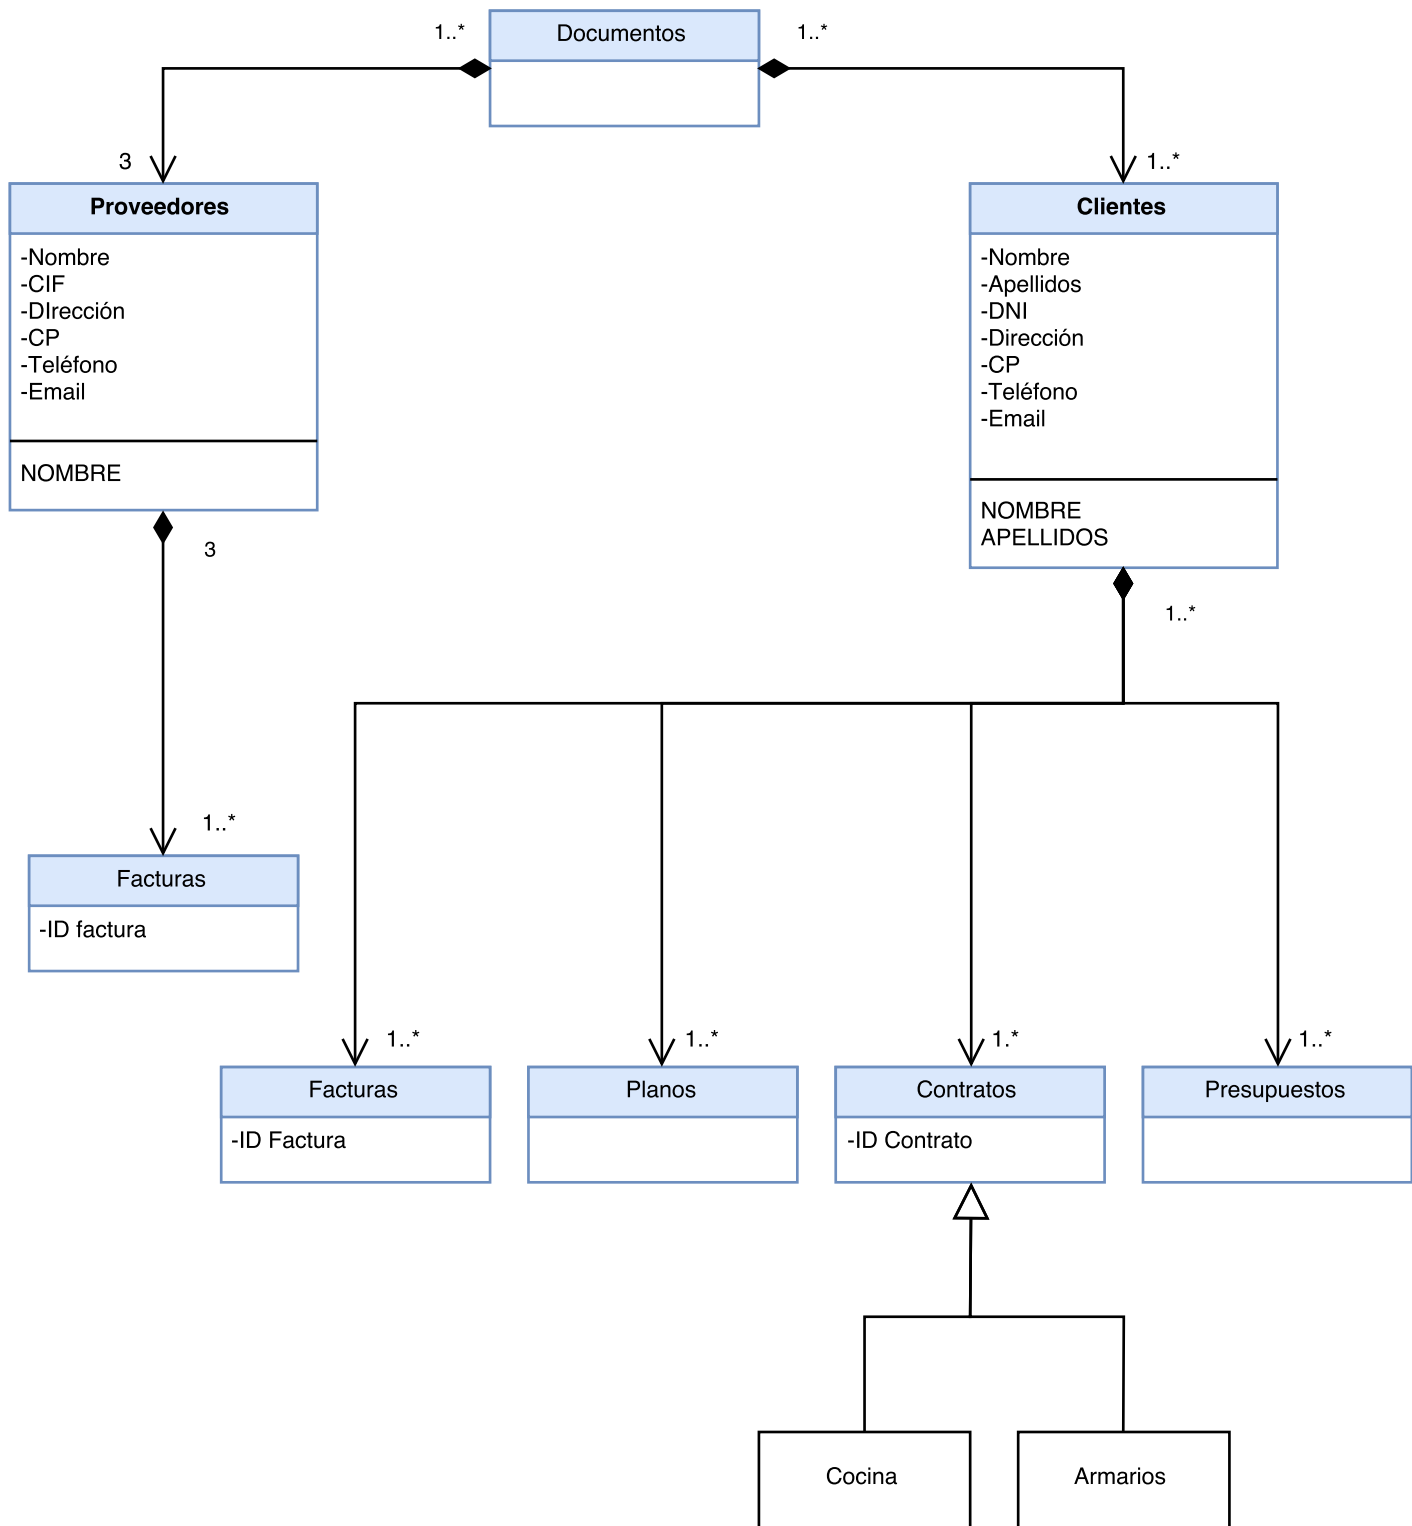 1..*
Documentos
1..*
3
1..*
Proveedores
-Nombre
-CIF
-DIrección
-CP
-Teléfono
-Email
NOMBRE
Clientes
-Nombre
-Apellidos
-DNI
-Dirección
-CP
-Teléfono
-Email
NOMBRE
APELLIDOS
3
1..*
1..*
Facturas
-ID factura
1..*
1..*
1.*
1..*
Facturas
-ID Factura
Planos
Contratos
-ID Contrato
Presupuestos
Cocina
Armarios